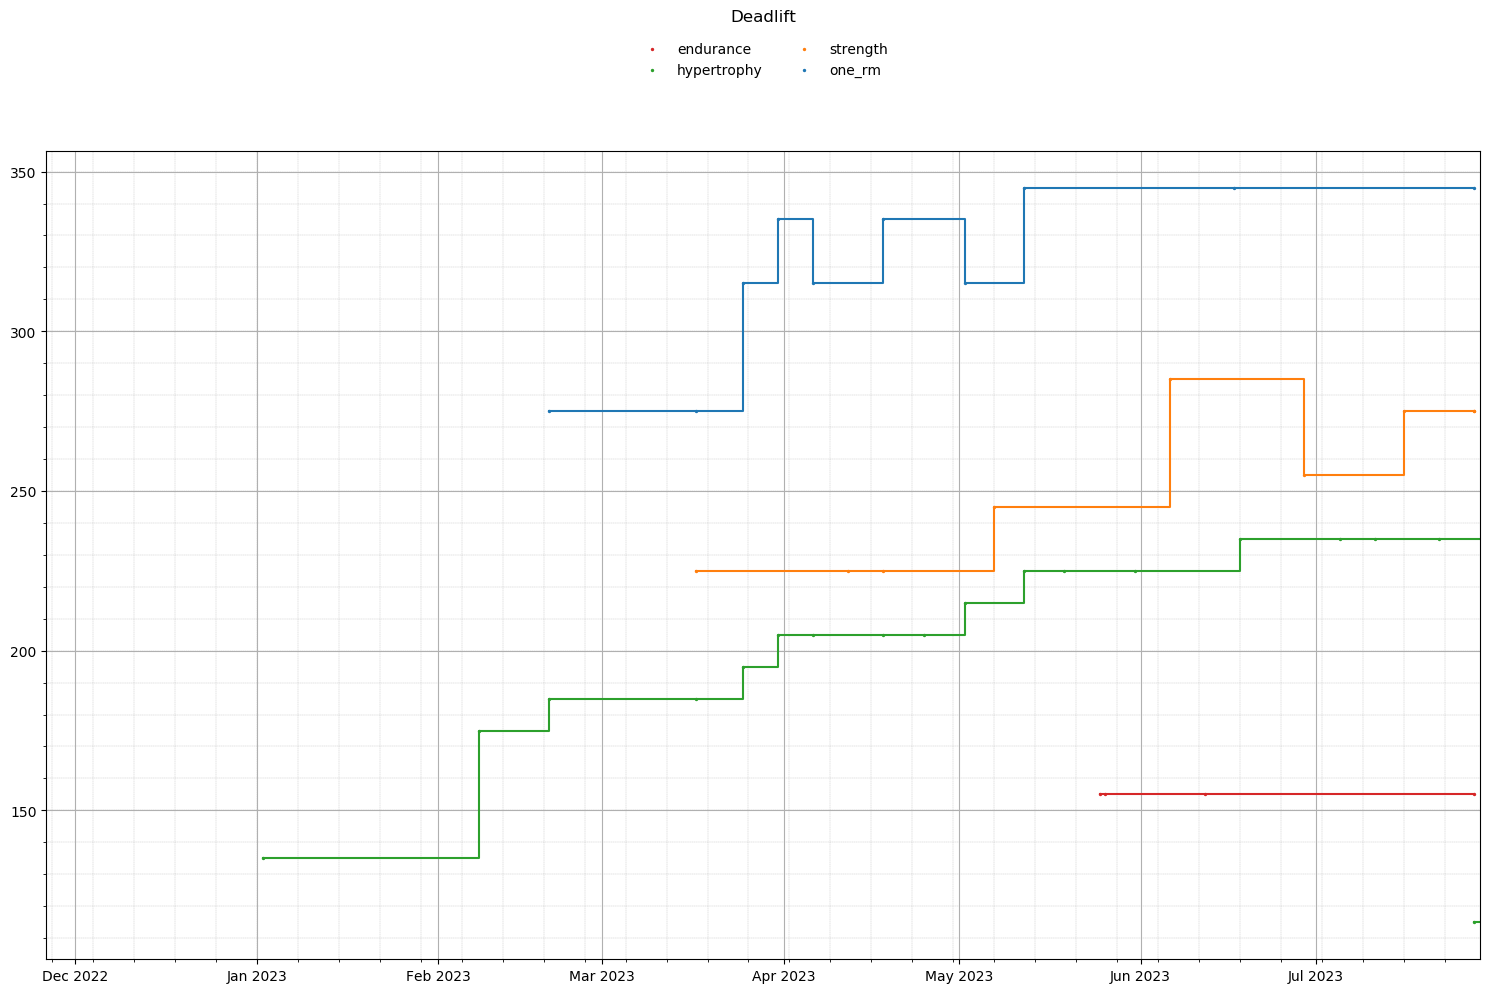 Deadlift
endurance
strength
hypertrophy
one_rm
350
300
250
200
150
Dec 2022
Jan 2023
Feb 2023
Mar 2023
Apr 2023
May 2023
Jun 2023
Jul 2023